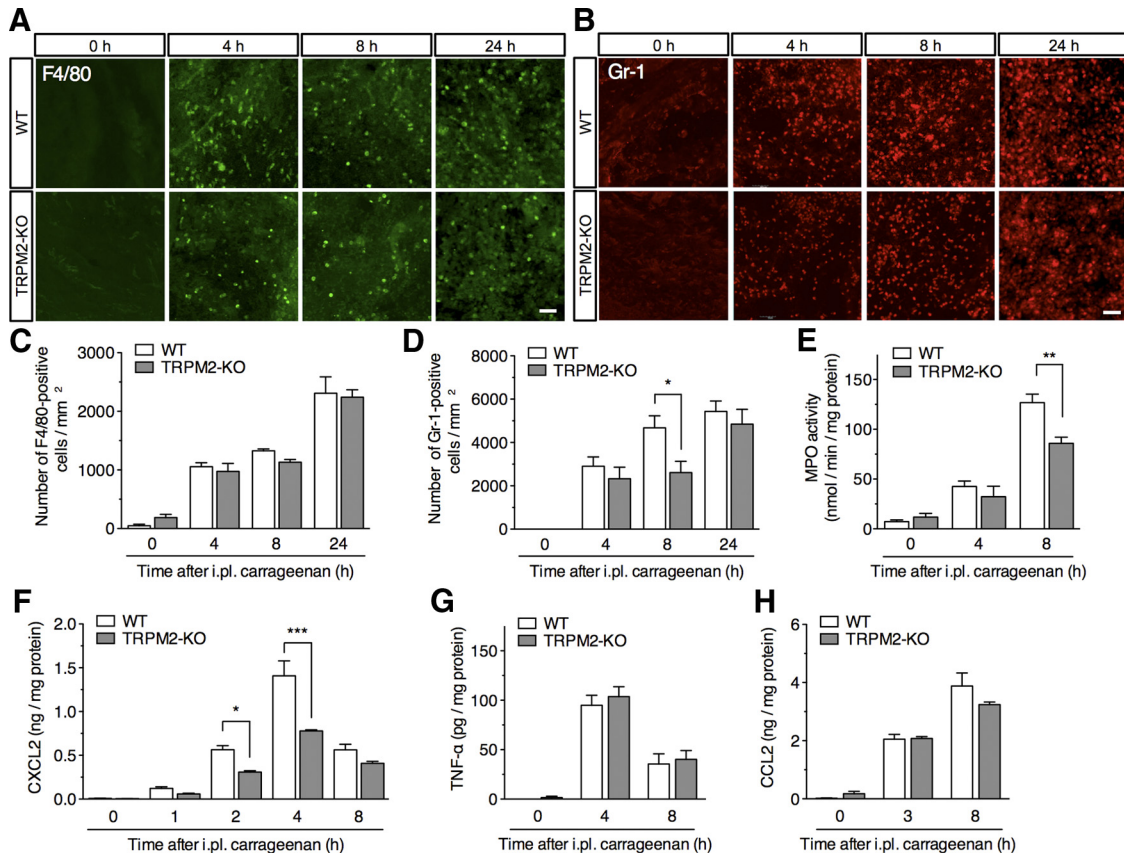 A
0 h 4 h 8 h 24 h
F4/80
WT
TRPM2-KO
B
0 h 4 h 8 h 24 h
Gr-1
WT
TRPM2-KO
C
WT
TRPM2-KO
Number of F4/80-positive
cells / mm²
3000
2000
1000
0
0 4 8 24
Time after i.pl. carrageenan (h)
D
WT
TRPM2-KO
Number of Gr-1-positive
cells / mm²
8000
6000
4000
2000
0
*
0 4 8 24
Time after i.pl. carrageenan (h)
E
WT
TRPM2-KO
MPO activity
(nmol / min / mg protein)
150
100
50
0
**
0 4 8
Time after i.pl. carrageenan (h)
F
WT
TRPM2-KO
CXCL2 (ng / mg protein)
2.0
1.5
1.0
0.5
0.0
*
***
0 1 2 4 8
Time after i.pl. carrageenan (h)
G
WT
TRPM2-KO
TNF-α (pg / mg protein)
150
100
50
0
0 4 8
Time after i.pl. carrageenan (h)
H
WT
TRPM2-KO
CCL2 (ng / mg protein)
6
4
2
0
0 3 8
Time after i.pl. carrageenan (h)